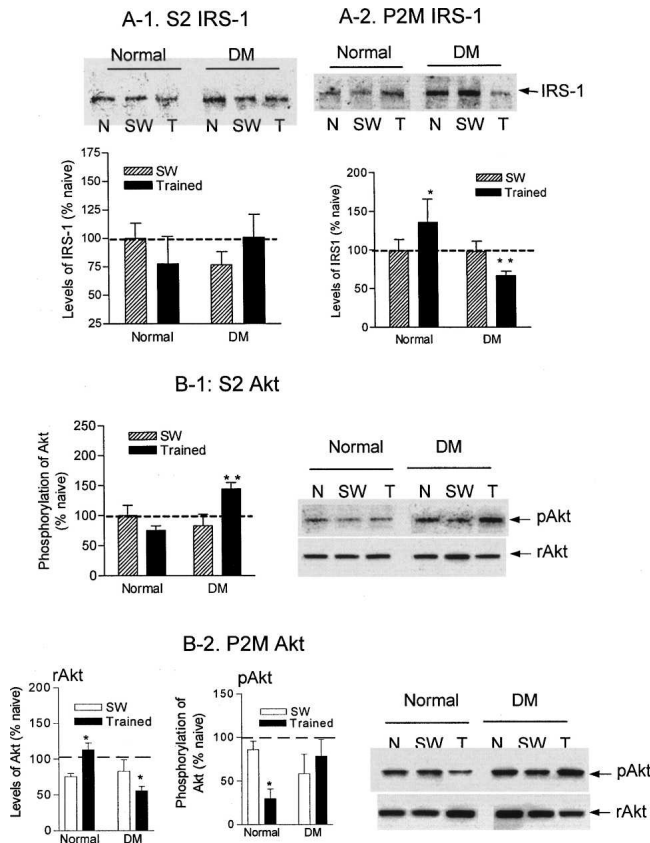 A-1. S2 IRS-1
Normal DM
N SW T N SW T
Levels of IRS-1 (% naive)
175
150
125
100
75
50
25
SW
Trained
Normal DM
A-2. P2M IRS-1
Normal DM
IRS-1
N SW T N SW T
Levels of IRS1 (% naive)
200
150
100
50
0
SW
Trained
*
* *
Normal DM
B-1: S2 Akt
Phosphorylation of Akt
(% naive)
250
200
150
100
50
0
SW
Trained
* *
Normal DM
Normal DM
N SW T N SW T
pAkt
rAkt
B-2. P2M Akt
rAkt
Levels of Akt (% naive)
200
150
100
50
0
SW
Trained
*
*
Normal DM
pAkt
Phosphorylation of
Akt (% naive)
150
100
50
0
SW
Trained
*
Normal DM
Normal DM
N SW T N SW T
pAkt
rAkt